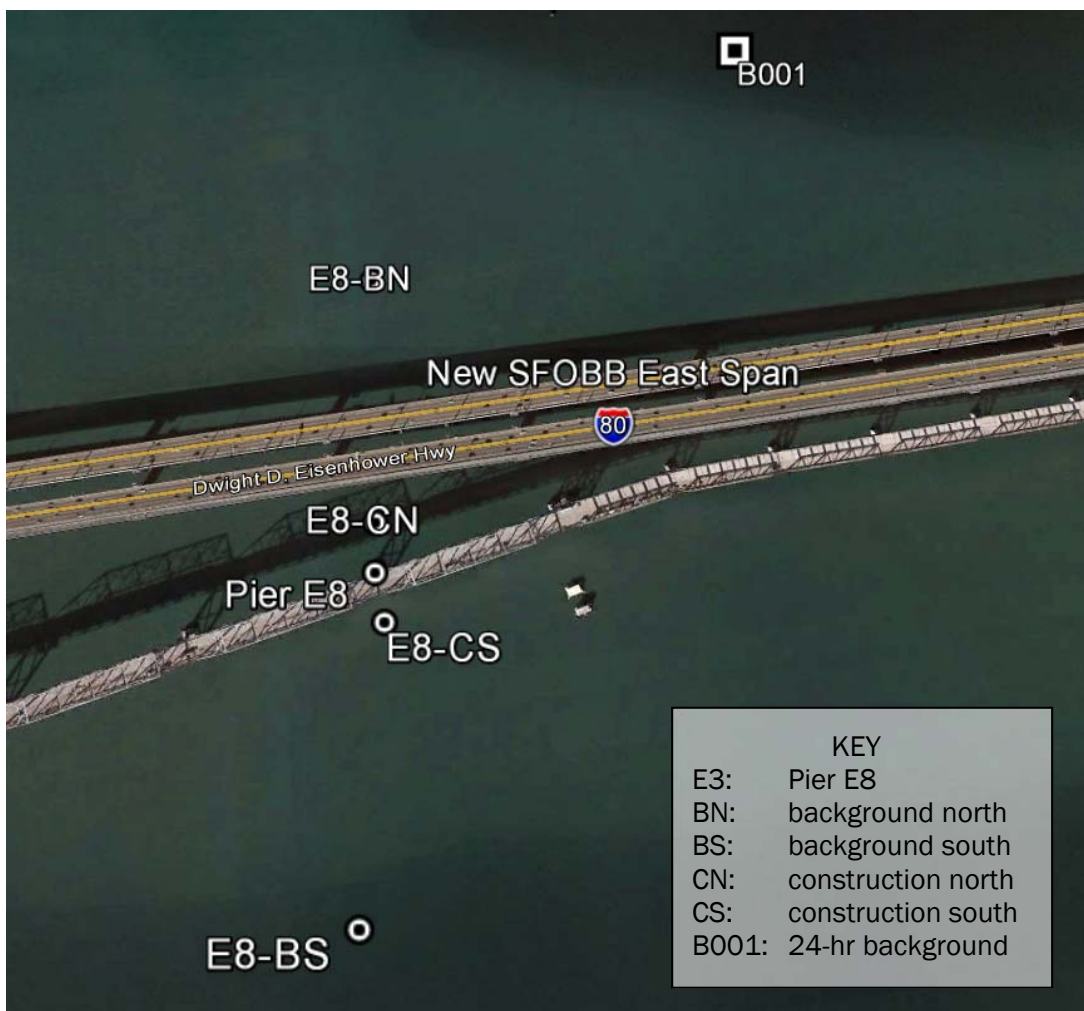 B001
E8-BN
New SFOBB East Span
80
Dwight D. Eisenhower Hwy
E8-CN
Pier E8
E8-CS
E8-BS
KEY
E3: Pier E8
BN: background north
BS: background south
CN: construction north
CS: construction south
B001: 24-hr background